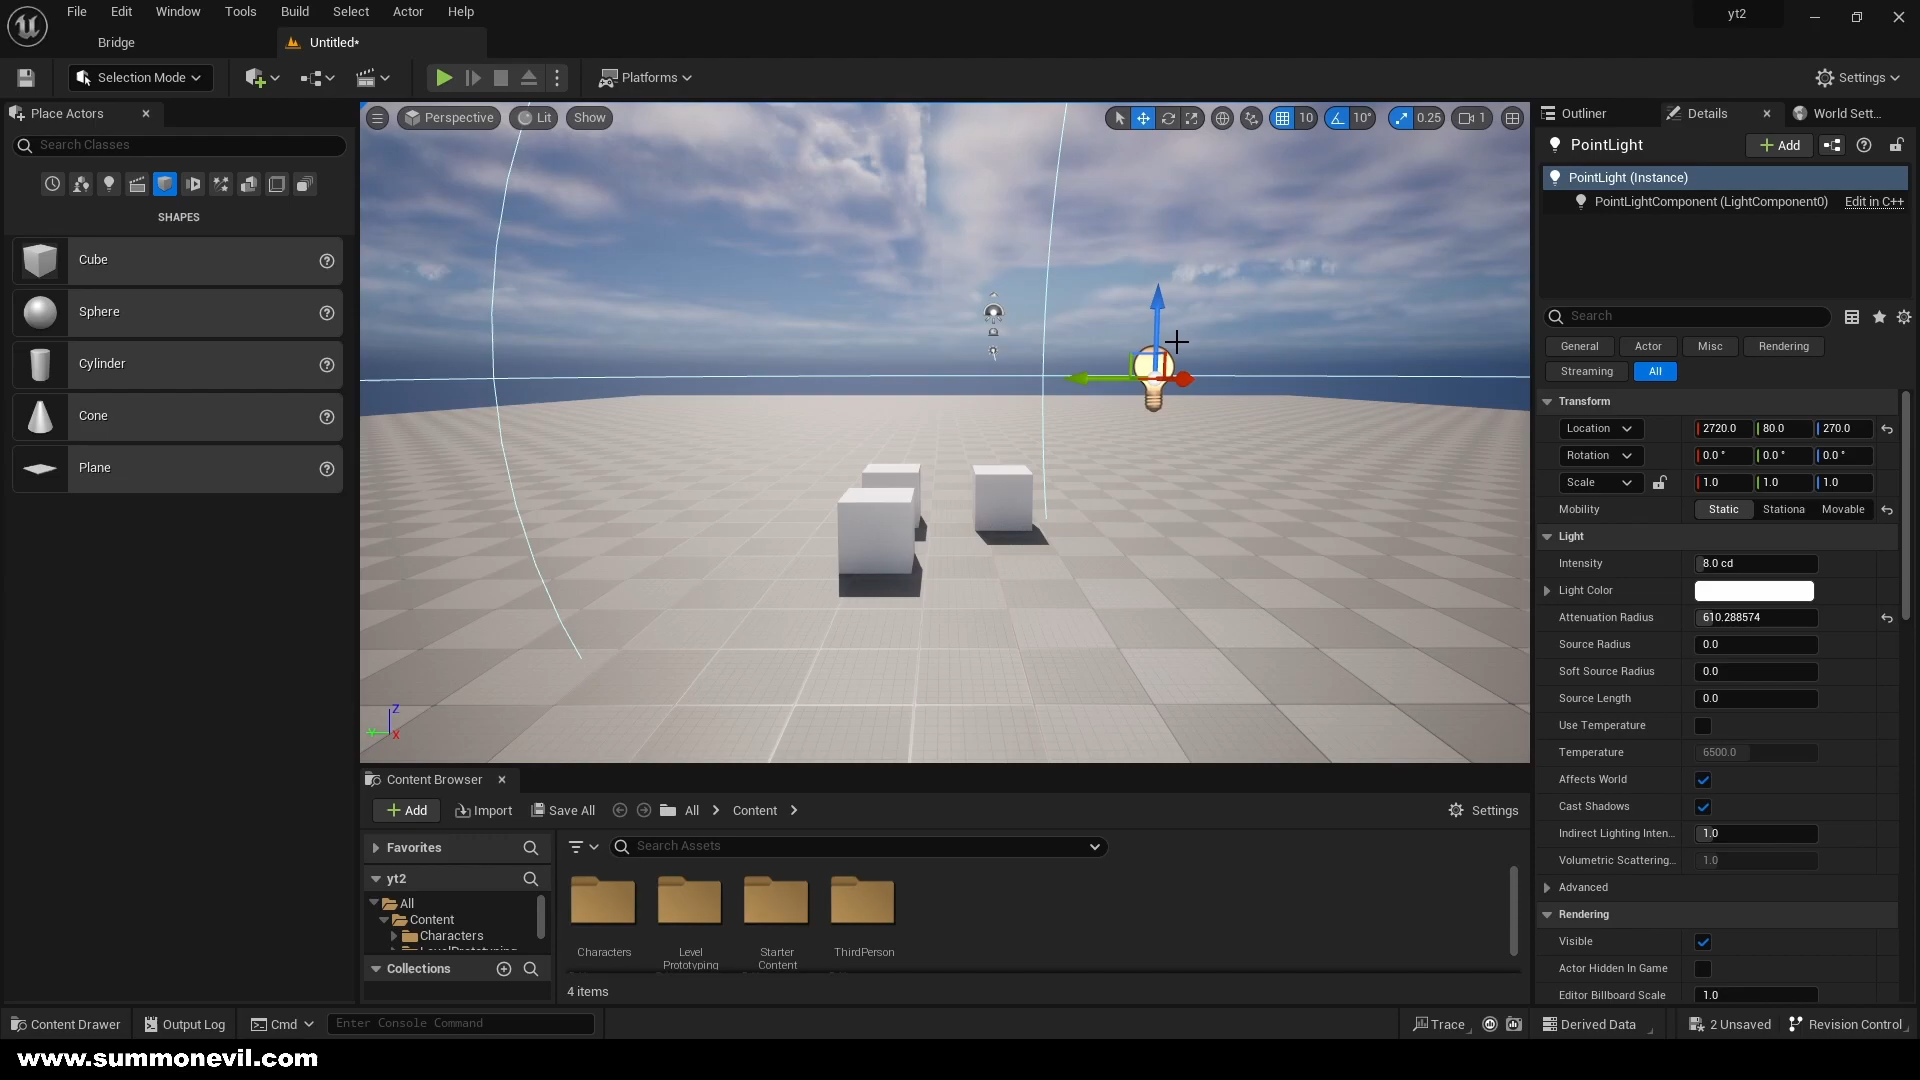 File Edit Window Tools Build Select Actor Help
yt2
Bridge
Untitled*
Selection Mode
Platforms
Settings
Place Actors
Search Classes
SHAPES
Cube
Sphere
Cylinder
Cone
Plane
Perspective Lit Show
10 10° 0.25 1
Outliner Details World Sett...
PointLight
Add
PointLight (Instance)
PointLightComponent (LightComponent0) Edit in C++
Search
General Actor Misc Rendering
Streaming All
Transform
Location 2720.0 80.0 270.0
Rotation 0.0 ° 0.0 ° 0.0 °
Scale 1.0 1.0 1.0
Mobility Static Stationa Movable
Light
Intensity 8.0 cd
Light Color
Attenuation Radius 610.288574
Source Radius 0.0
Soft Source Radius 0.0
Source Length 0.0
Use Temperature
Temperature 6500.0
Affects World
Cast Shadows
Indirect Lighting Inten... 1.0
Volumetric Scattering... 1.0
Advanced
Rendering
Visible
Actor Hidden In Game
Editor Billboard Scale 1.0
Z
Y
X
Content Browser
Add Import Save All All Content Settings
Favorites
Search Assets
yt2
All
Content
Characters
Collections
Characters
Level Prototyping
Starter Content
ThirdPerson
4 items
Content Drawer Output Log Cmd Enter Console Command Trace Derived Data 2 Unsaved Revision Control
www.summonevil.com